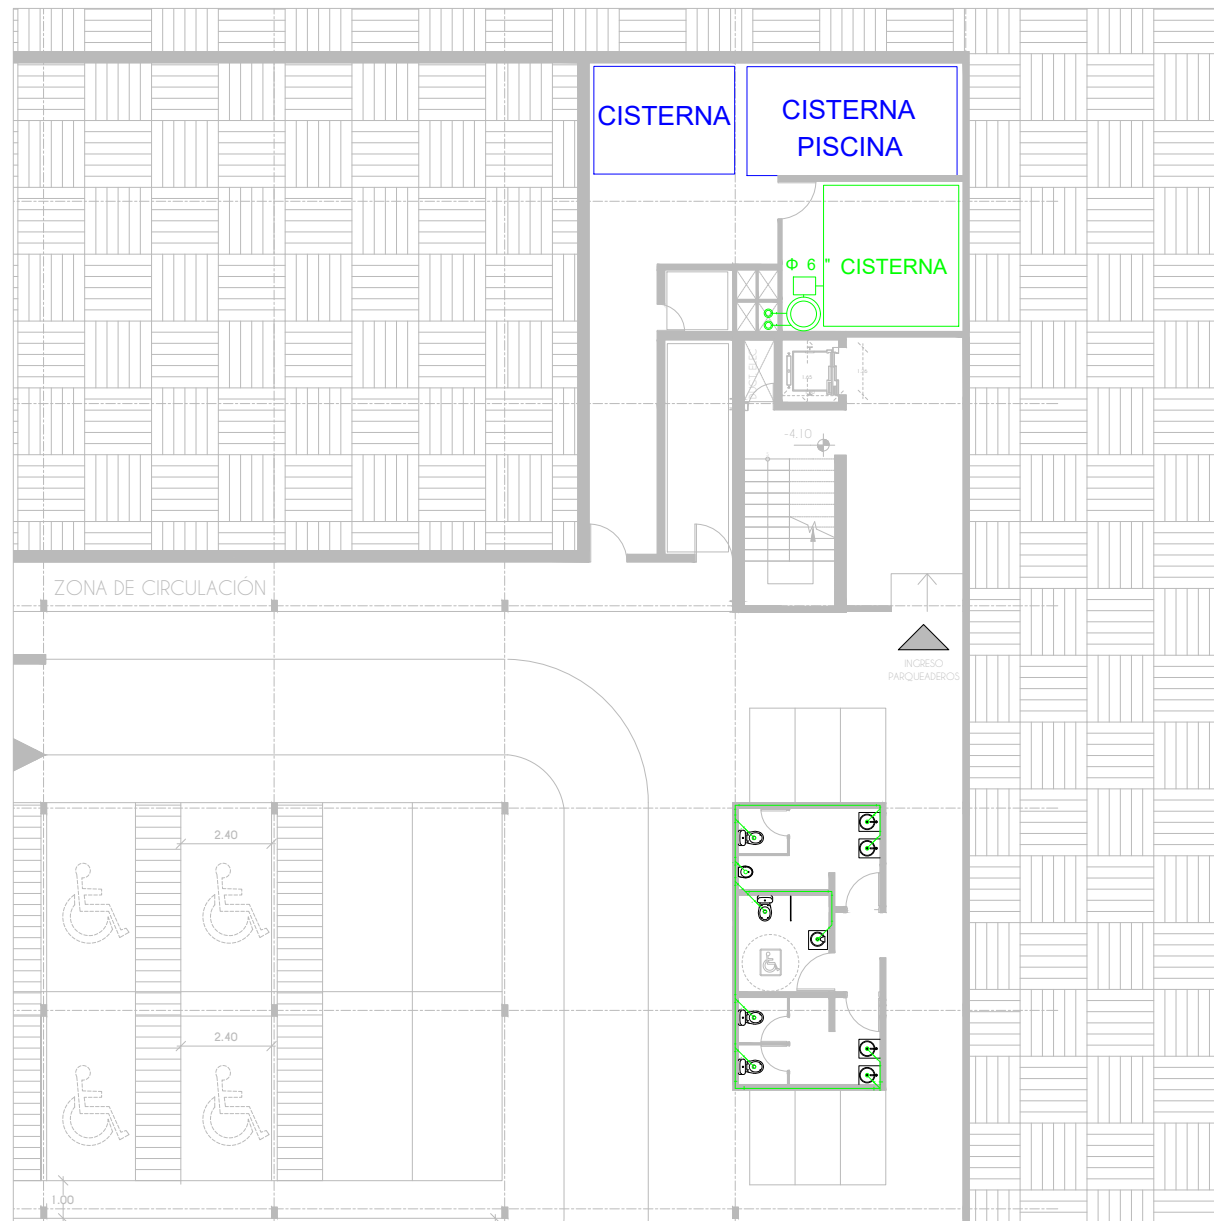 CISTERNA
CISTERNA
PISCINA
Φ 6 " CISTERNA
-4.10
ZONA DE CIRCULACIÓN
INGRESO
PARQUEADEROS
2.40
2.40
1.00